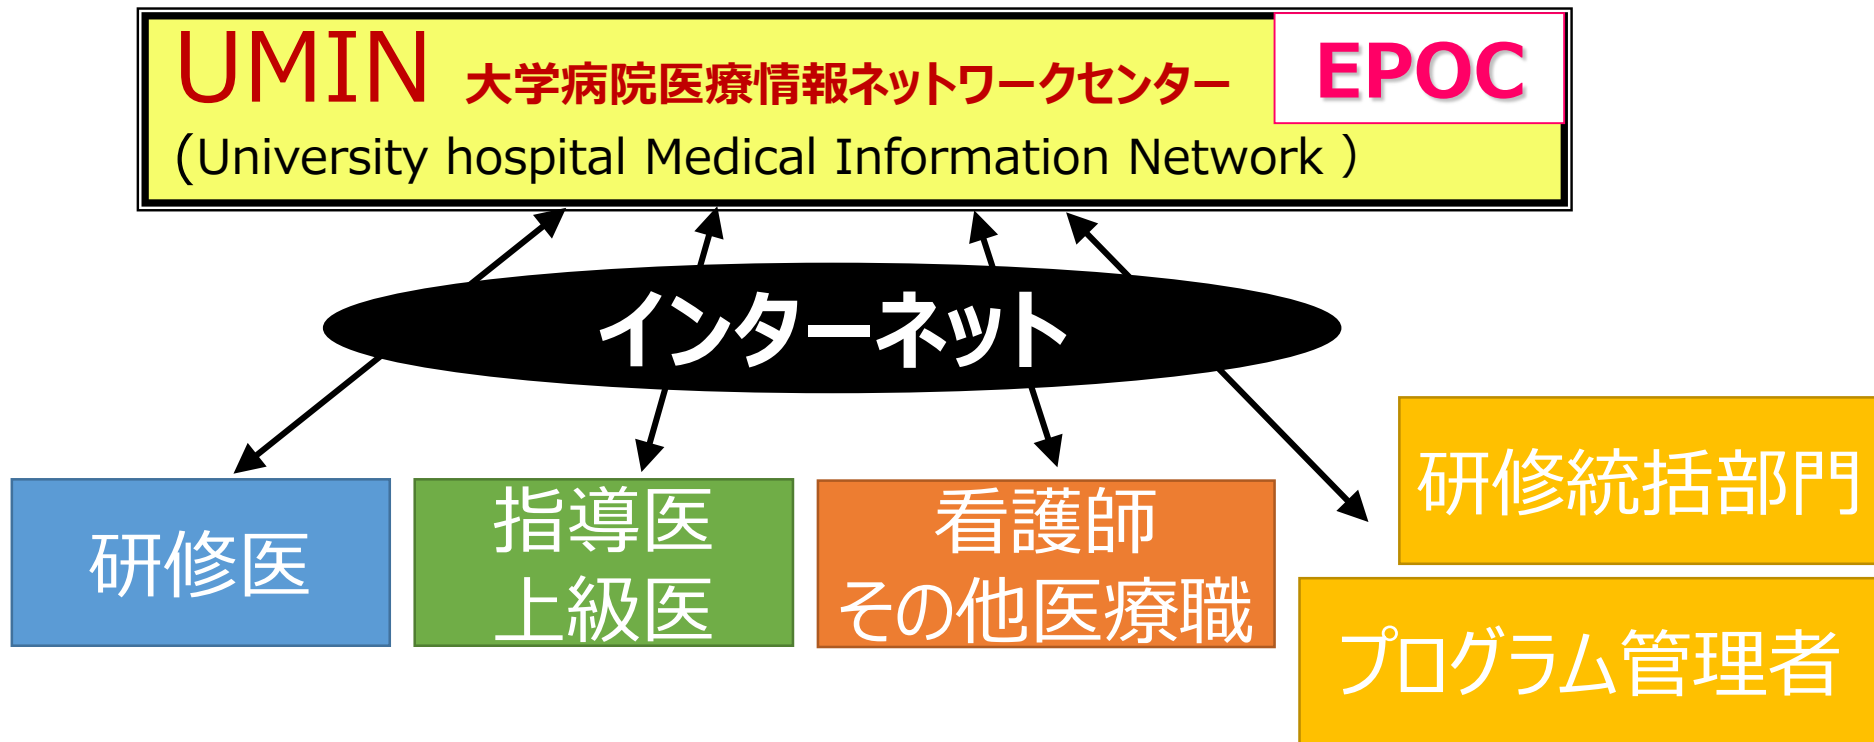 UMIN 大学病院医療情報ネットワークセンター
EPOC
(University hospital Medical Information Network ）
インターネット
研修医
指導医
上級医
看護師
その他医療職
研修統括部門
プログラム管理者